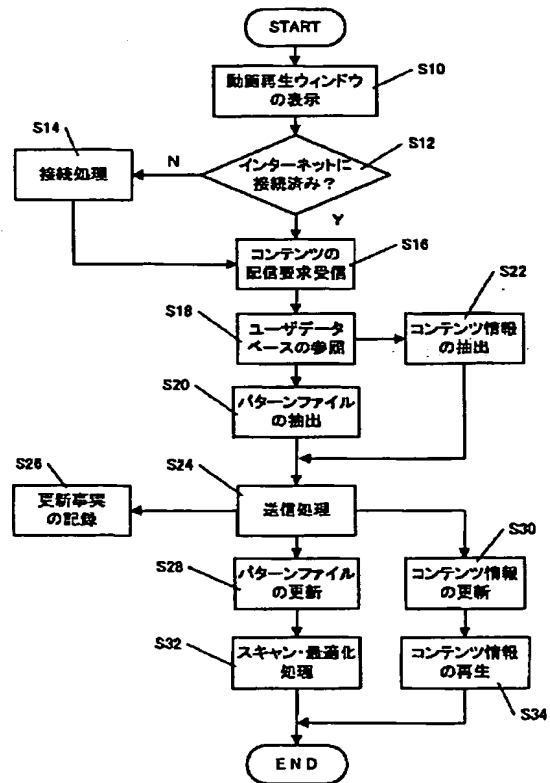 START
S10
動画再生ウィンドウ
の表示
S14
S12
接続処理
N
インターネットに
接続済み?
Y
コンテンツの
配信要求受信
S16
S18
S22
ユーザデータ
ベースの参照
コンテンツ情報
の抽出
S20
パターンファイル
の抽出
S26
S24
更新事実
の記録
送信処理
S30
S28
パターンファイル
の更新
コンテンツ情報
の更新
S32
スキャン・最適化
処理
コンテンツ情報
の再生
S34
END